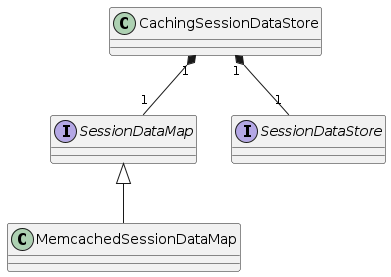 C CachingSessionDataStore
1 1
1 1
I SessionDataMap I SessionDataStore
C MemcachedSessionDataMap